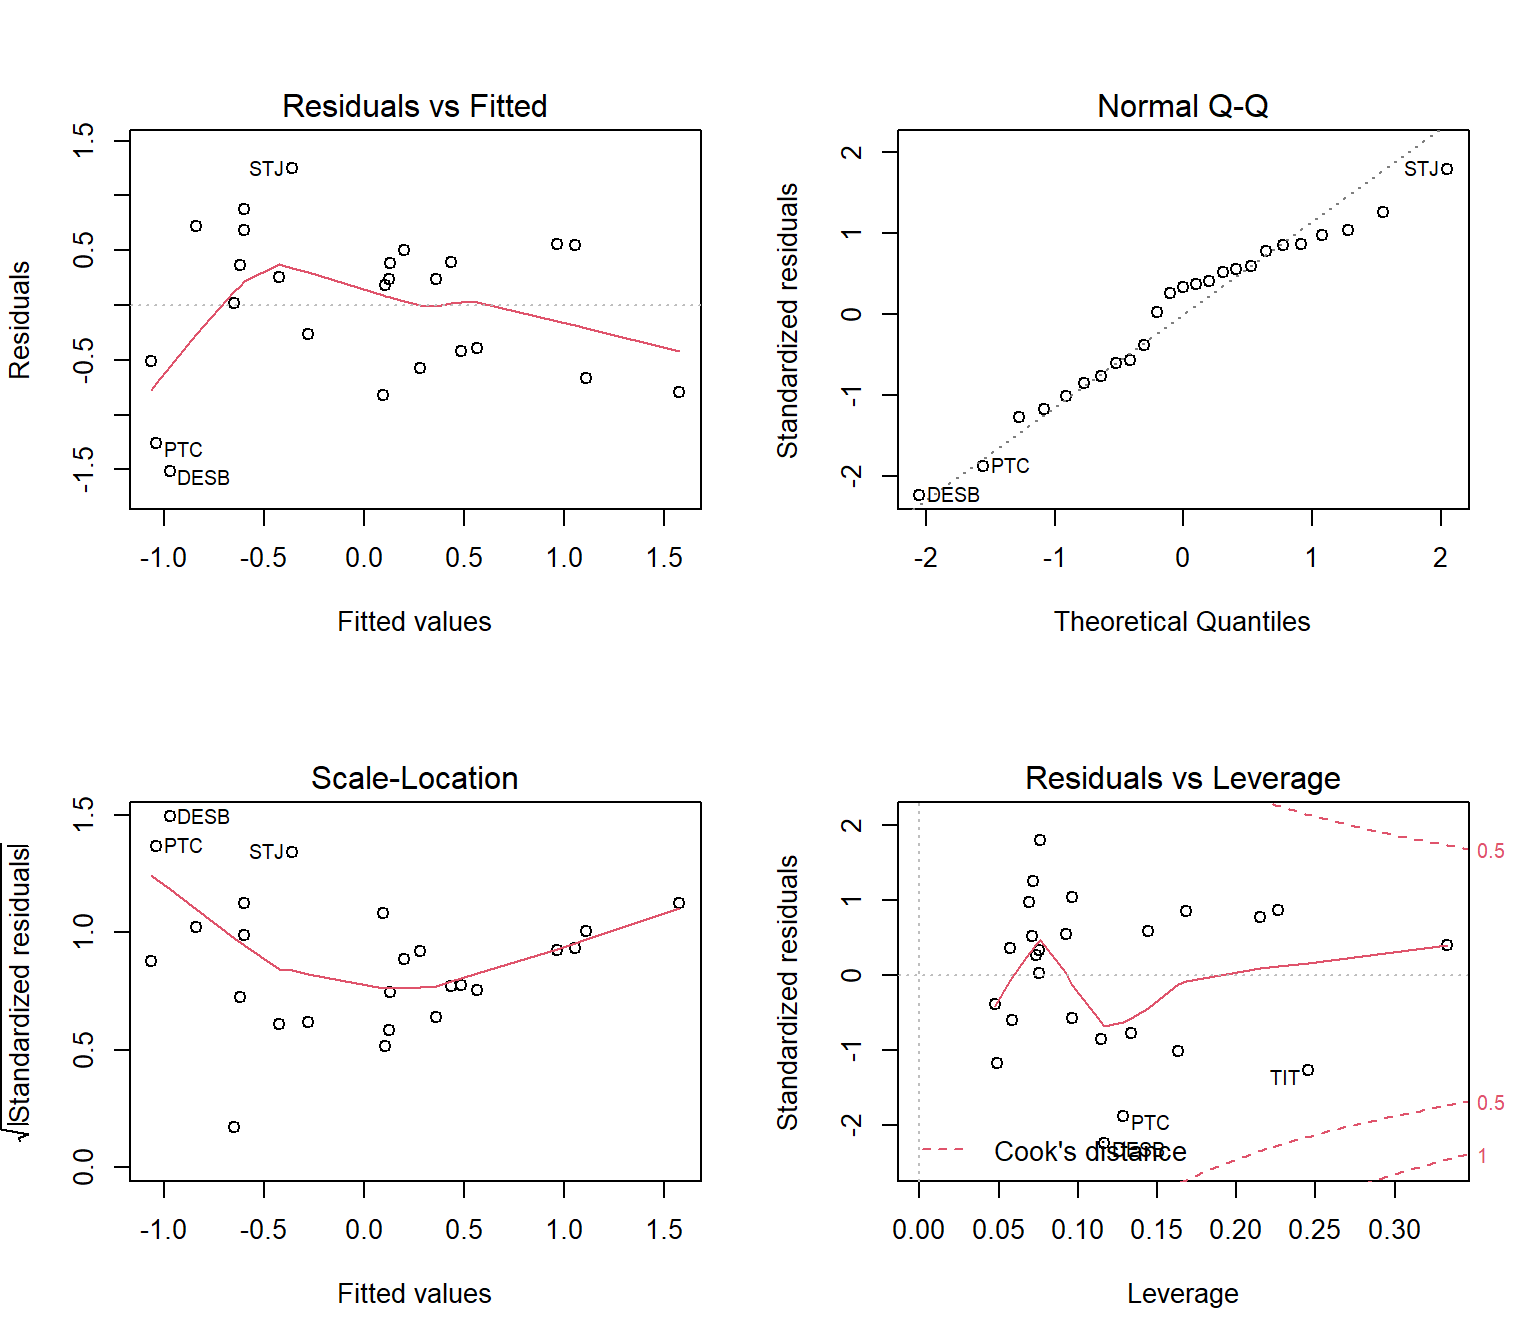 Residuals vs Fitted
Residuals
1.5
0.5
-0.5
-1.5
STJ
PTC
DESB
-1.0 -0.5 0.0 0.5 1.0 1.5
Fitted values
Normal Q-Q
Standardized residuals
2
1
0
-1
-2
STJ
PTC
DESB
-2 -1 0 1 2
Theoretical Quantiles
Scale-Location
√|Standardized residuals|
1.5
1.0
0.5
0.0
DESB
PTC
STJ
-1.0 -0.5 0.0 0.5 1.0 1.5
Fitted values
Residuals vs Leverage
Standardized residuals
2
1
0
-1
-2
0.5
TIT
0.5
PTC
DESB
Cook's distance
1
0.00 0.05 0.10 0.15 0.20 0.25 0.30
Leverage